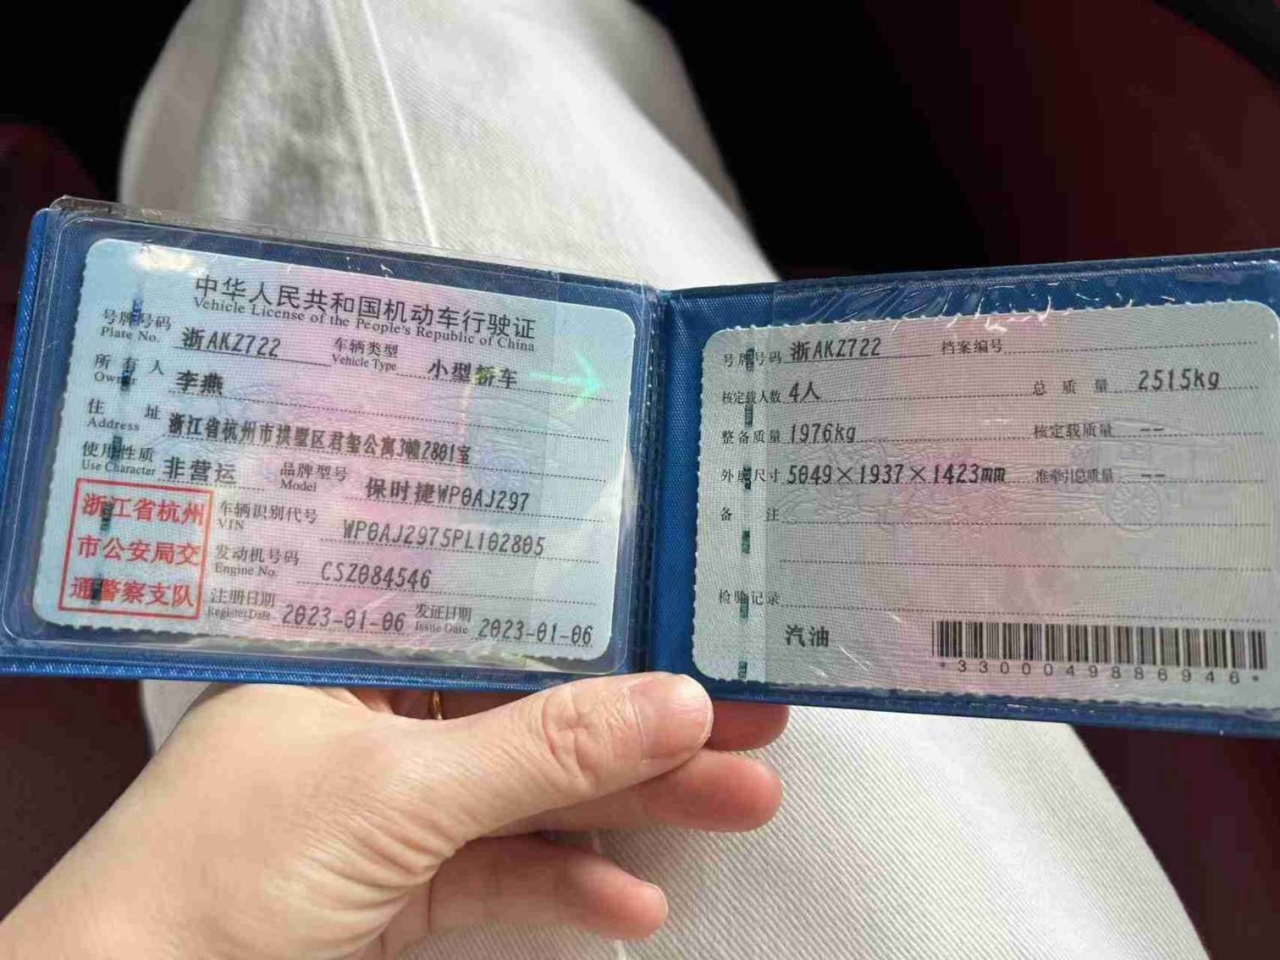 中华人民共和国机动车行驶证
Vehicle License of the People's Republic of China
号牌号码 浙AKZ722 车辆类型 小型轿车
Plate No. Vehicle Type
所有人 李燕
Owner
住址 浙江省杭州市拱墅区君玺公寓3幢2801室
Address
使用性质 非营运 品牌型号 保时捷WP0AJ297
Use Character Model
浙江省杭州市公安局交通警察支队
车辆识别代号 WP0AJ2975PL102805
VIN
发动机号码 CSZ084546
Engine No.
注册日期 2023-01-06 发证日期 2023-01-06
Register Date Issue Date
号牌号码 浙AKZ722 档案编号
核定载人数 4人 总质量 2515kg
整备质量 1976kg 核定载质量 --
外廓尺寸 5049×1937×1423mm 准牵引总质量 --
备注
检验记录
汽油
*3300049886946*